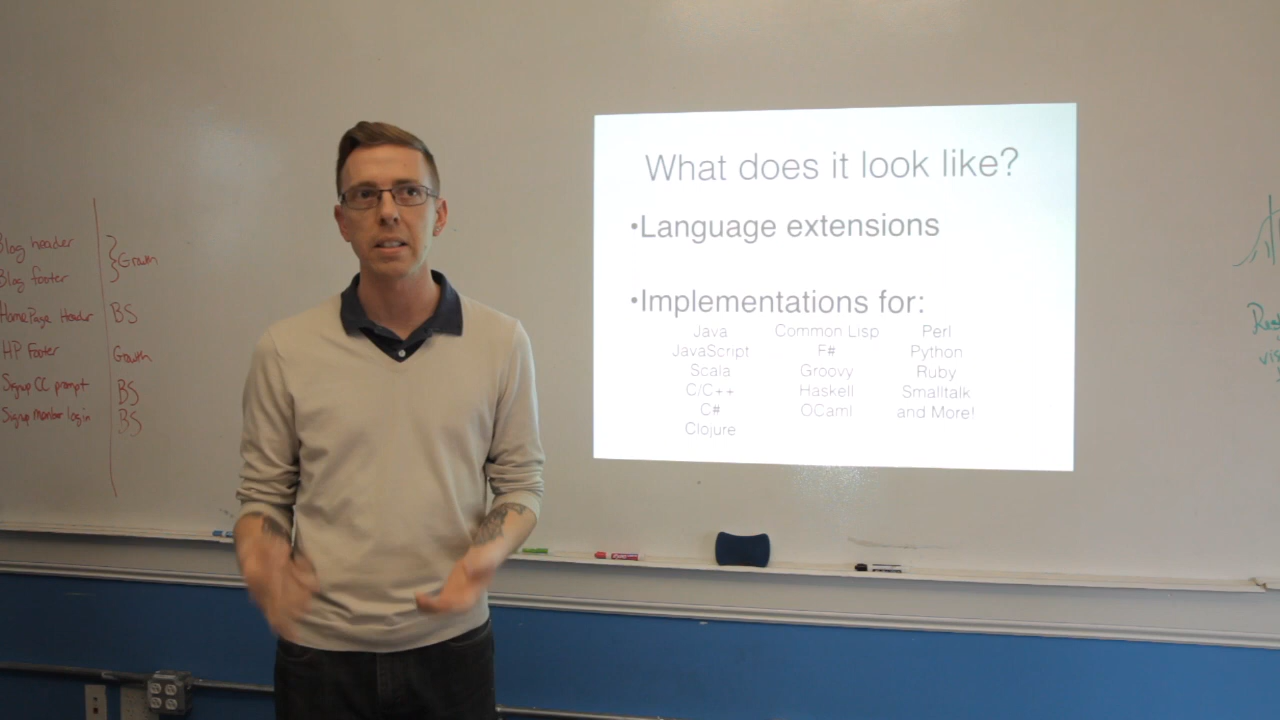 Blog header
Blog footer
}Growth
HomePage Header BS
HP Footer Growth
Signup CC prompt BS
Signup Member login BS
What does it look like?
•Language extensions
•Implementations for:
Java Common Lisp Perl
JavaScript F# Python
Scala Groovy Ruby
C/C++ Haskell Smalltalk
C# OCaml and More!
Clojure